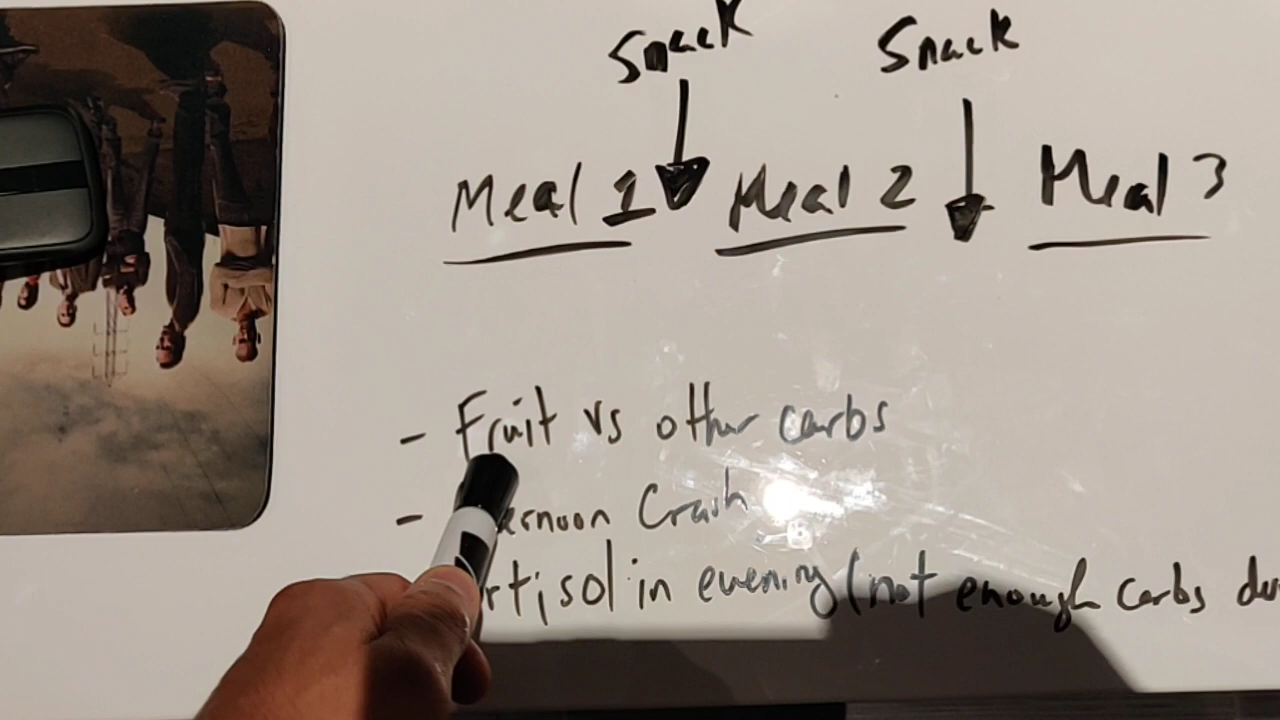 Snack Snack
Meal 1 Meal 2 Meal 3
- Fruit vs other carbs
- ernoon Crash
rtisol in evening (not enough carbs du